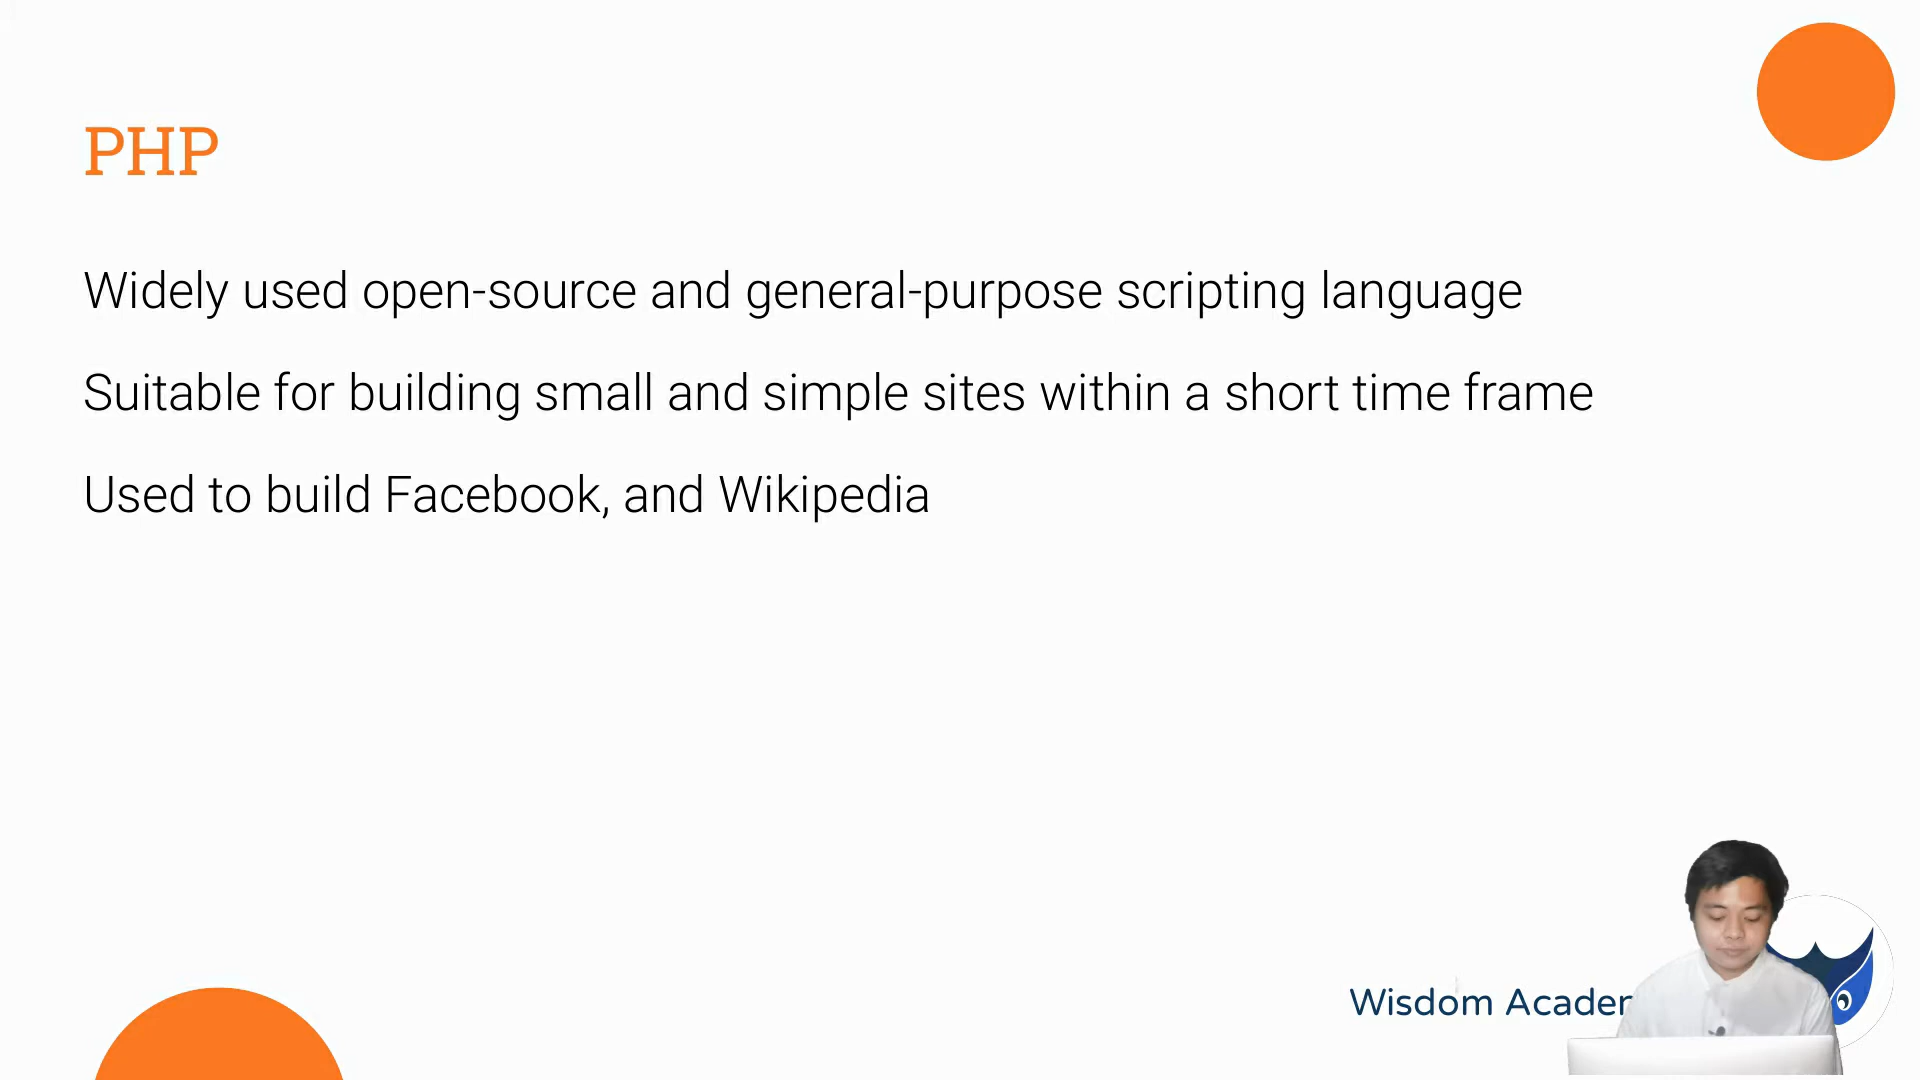 PHP
Widely used open-source and general-purpose scripting language
Suitable for building small and simple sites within a short time frame
Used to build Facebook, and Wikipedia
Wisdom